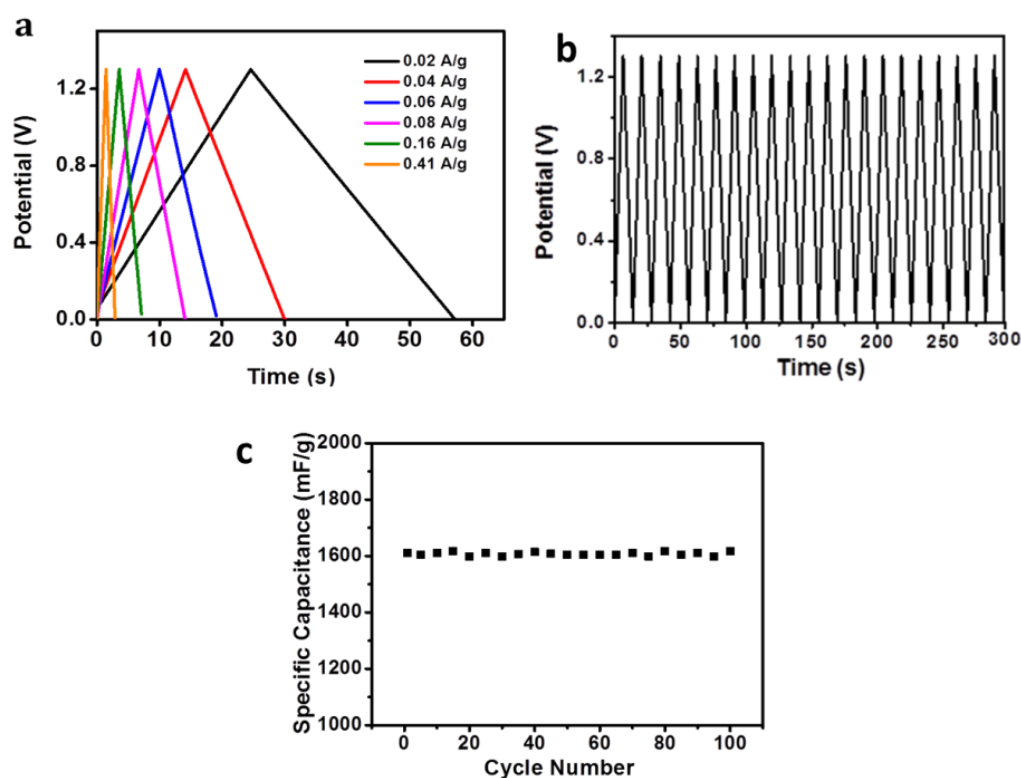 a
Potential (V)
1.2
0.8
0.4
0.0
0 10 20 30 40 50 60
Time (s)
0.02 A/g
0.04 A/g
0.06 A/g
0.08 A/g
0.16 A/g
0.41 A/g
b
Potential (V)
1.2
0.8
0.4
0.0
0 50 100 150 200 250 300
Time (s)
c
Specific Capacitance (mF/g)
2000
1800
1600
1400
1200
1000
0 20 40 60 80 100
Cycle Number